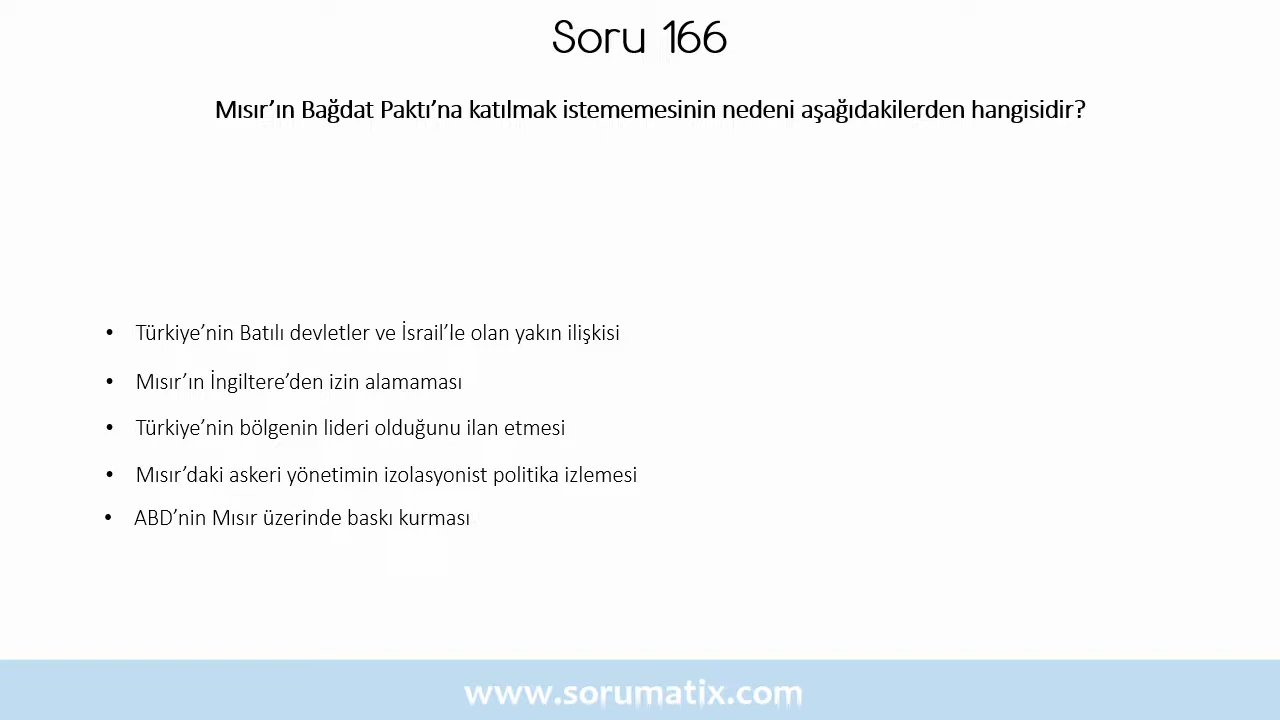 Soru 166
Mısır’ın Bağdat Paktı’na katılmak istememesinin nedeni aşağıdakilerden hangisidir?
• Türkiye’nin Batılı devletler ve İsrail’le olan yakın ilişkisi
• Mısır’ın İngiltere’den izin alamaması
• Türkiye’nin bölgenin lideri olduğunu ilan etmesi
• Mısır’daki askeri yönetimin izolasyonist politika izlemesi
• ABD’nin Mısır üzerinde baskı kurması
www.sorumatix.com